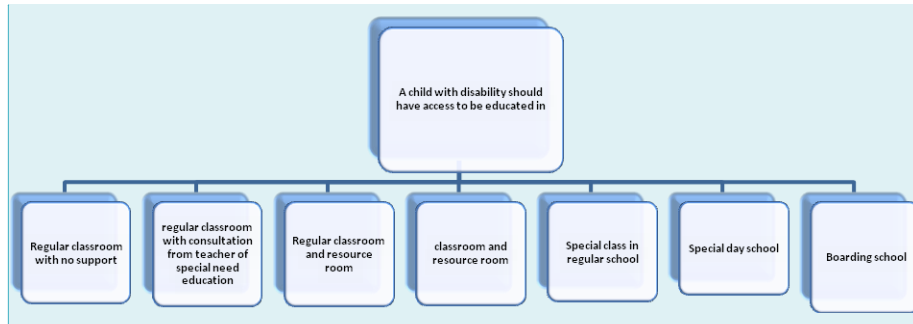 A child with disability should
have access to be educated in
Regular classroom
with no support
regular classroom
with consultation
from teacher of
special need
education
Regular classroom
and resource
room
classroom and
resource room
Special class in
regular school
Special day school
Boarding school